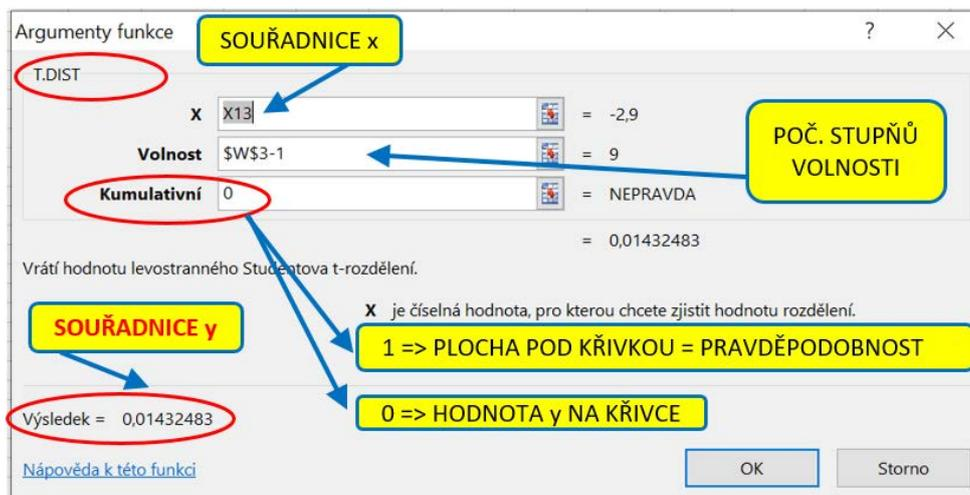 Argumenty funkce
?
SOUŘADNICE x
T.DIST
X X13 = -2,9
POČ. STUPŇŮ
VOLNOSTI
Volnost $W$3-1 = 9
Kumulativní 0 = NEPRAVDA
= 0,01432483
Vrátí hodnotu levostranného Studentova t-rozdělení.
X je číselná hodnota, pro kterou chcete zjistit hodnotu rozdělení.
SOUŘADNICE y
1 => PLOCHA POD KŘIVKOU = PRAVDĚPODOBNOST
0 => HODNOTA y NA KŘIVCE
Výsledek = 0,01432483
Nápověda k této funkci
OK
Storno